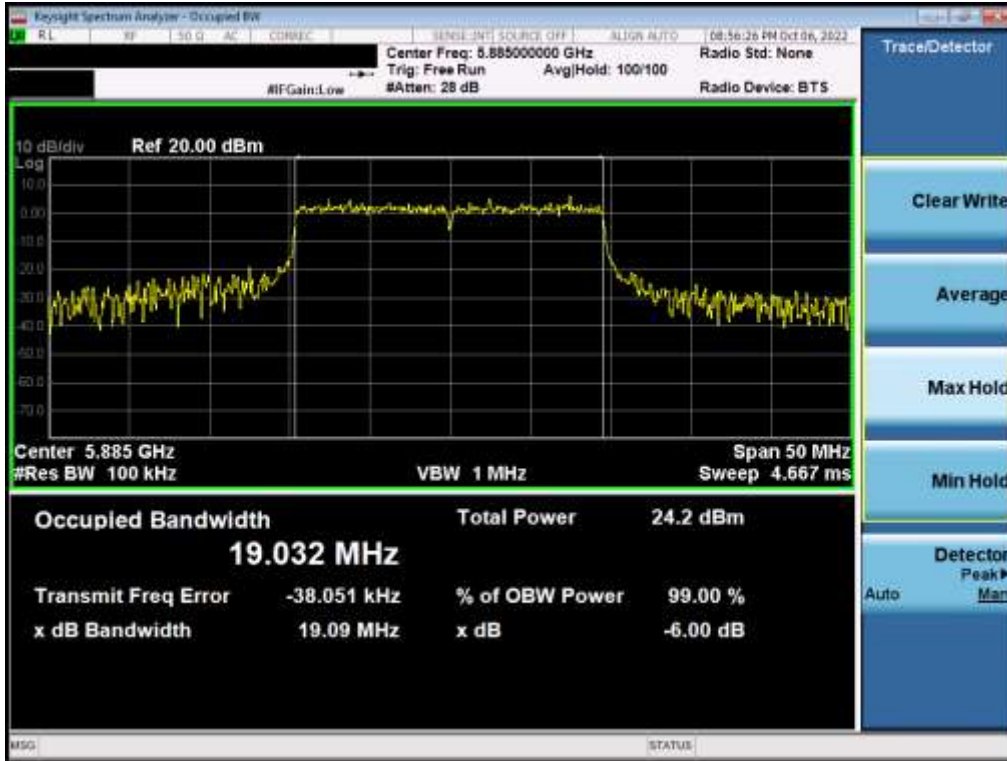 Keysight Spectrum Analyzer - Occupied BW
RL RF 50 Ω AC CORREC SENSE:INT SOURCE OFF ALIGN AUTO 08:56:26 PM Oct 06, 2022
Center Freq: 5.885000000 GHz Radio Std: None
Trig: Free Run Avg|Hold: 100/100
#IFGain:Low #Atten: 28 dB Radio Device: BTS
Trace/Detector
10 dB/div Ref 20.00 dBm
Log
10.0
0.00
-10.0
-20.0
-30.0
-40.0
-50.0
-60.0
-70.0
Center 5.885 GHz Span 50 MHz
#Res BW 100 kHz VBW 1 MHz Sweep 4.667 ms
Clear Write
Average
Max Hold
Min Hold
Detector
Peak▶
Auto Man
Occupied Bandwidth Total Power 24.2 dBm
19.032 MHz
Transmit Freq Error -38.051 kHz % of OBW Power 99.00 %
x dB Bandwidth 19.09 MHz x dB -6.00 dB
MSG STATUS